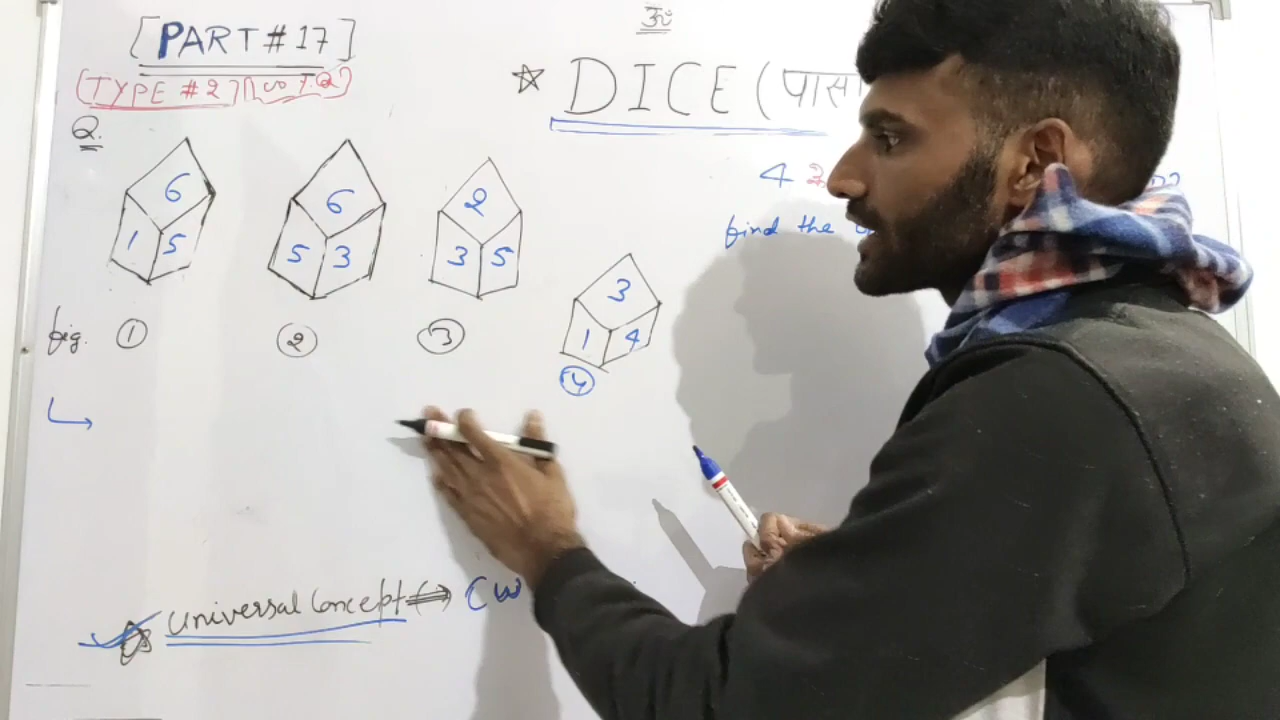 ॐ
[PART#17]
(TYPE #27)
☆ DICE (पासा
Q.
6 1 5
6 5 3
2 3 5
3 1 4
4
find the
fig. ① ② ③ ④
universal concept ⟺ CW